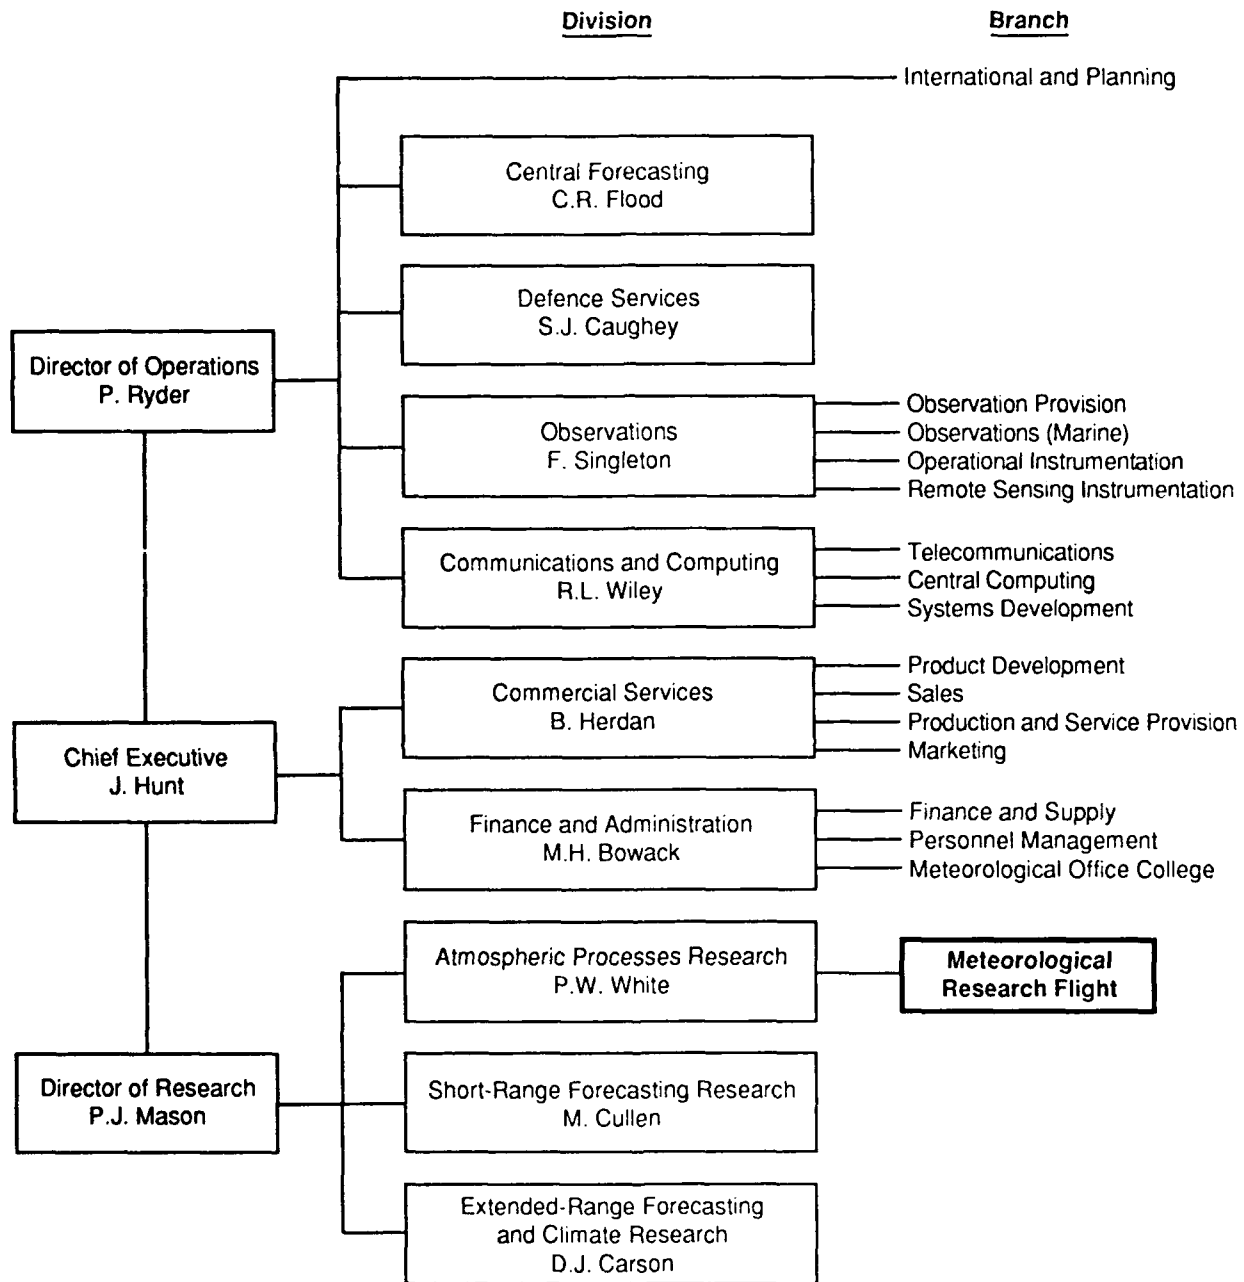 Division
Branch
International and Planning
Central Forecasting
C.R. Flood
Defence Services
S.J. Caughey
Director of Operations
P. Ryder
Observations
F. Singleton
Observation Provision
Observations (Marine)
Operational Instrumentation
Remote Sensing Instrumentation
Communications and Computing
R.L. Wiley
Telecommunications
Central Computing
Systems Development
Chief Executive
J. Hunt
Commercial Services
B. Herdan
Product Development
Sales
Production and Service Provision
Marketing
Finance and Administration
M.H. Bowack
Finance and Supply
Personnel Management
Meteorological Office College
Atmospheric Processes Research
P.W. White
Meteorological
Research Flight
Director of Research
P.J. Mason
Short-Range Forecasting Research
M. Cullen
Extended-Range Forecasting
and Climate Research
D.J. Carson